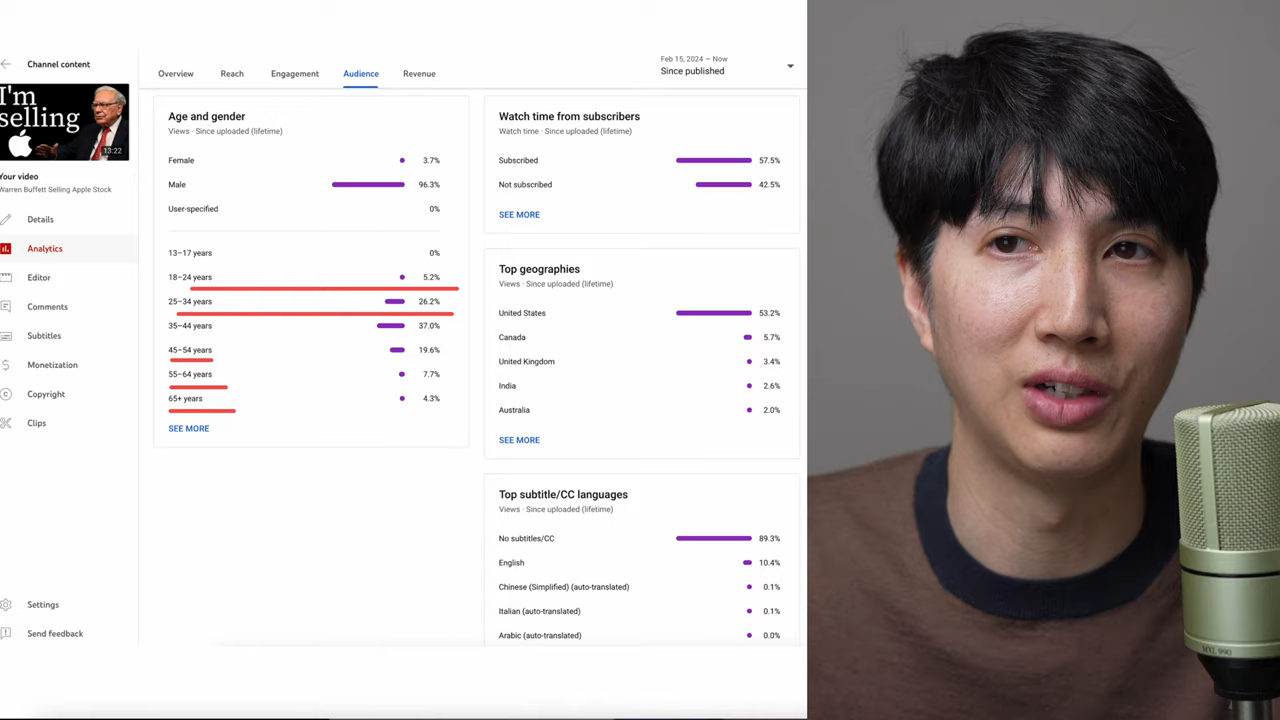 Channel content
I'm
selling
13:22
Your video
Warren Buffett Selling Apple Stock
Details
Analytics
Editor
Comments
Subtitles
Monetization
Copyright
Clips
Settings
Send feedback
Overview Reach Engagement Audience Revenue
Feb 15, 2024 — Now
Since published
Age and gender
Views · Since uploaded (lifetime)
Female 3.7%
Male 96.3%
User-specified 0%
13–17 years 0%
18–24 years 5.2%
25–34 years 26.2%
35–44 years 37.0%
45–54 years 19.6%
55–64 years 7.7%
65+ years 4.3%
SEE MORE
Watch time from subscribers
Watch time · Since uploaded (lifetime)
Subscribed 57.5%
Not subscribed 42.5%
SEE MORE
Top geographies
Views · Since uploaded (lifetime)
United States 53.2%
Canada 5.7%
United Kingdom 3.4%
India 2.6%
Australia 2.0%
SEE MORE
Top subtitle/CC languages
Views · Since uploaded (lifetime)
No subtitles/CC 89.3%
English 10.4%
Chinese (Simplified) (auto-translated) 0.1%
Italian (auto-translated) 0.1%
Arabic (auto-translated) 0.0%
MXL 990